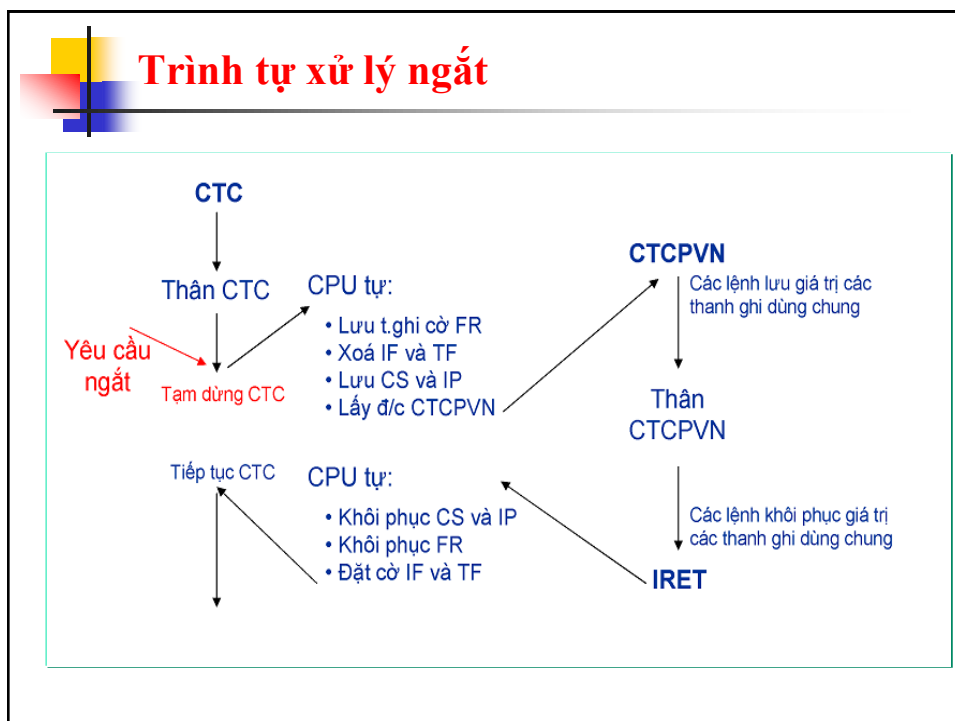 Trình tự xử lý ngắt
CTC
Thân CTC
Yêu cầu
ngắt
Tạm dừng CTC
CPU tự:
• Lưu t.ghi cờ FR
• Xoá IF và TF
• Lưu CS và IP
• Lấy đ/c CTCPVN
CTCPVN
Các lệnh lưu giá trị các
thanh ghi dùng chung
Thân
CTCPVN
Các lệnh khôi phục giá trị
các thanh ghi dùng chung
IRET
CPU tự:
• Khôi phục CS và IP
• Khôi phục FR
• Đặt cờ IF và TF
Tiếp tục CTC